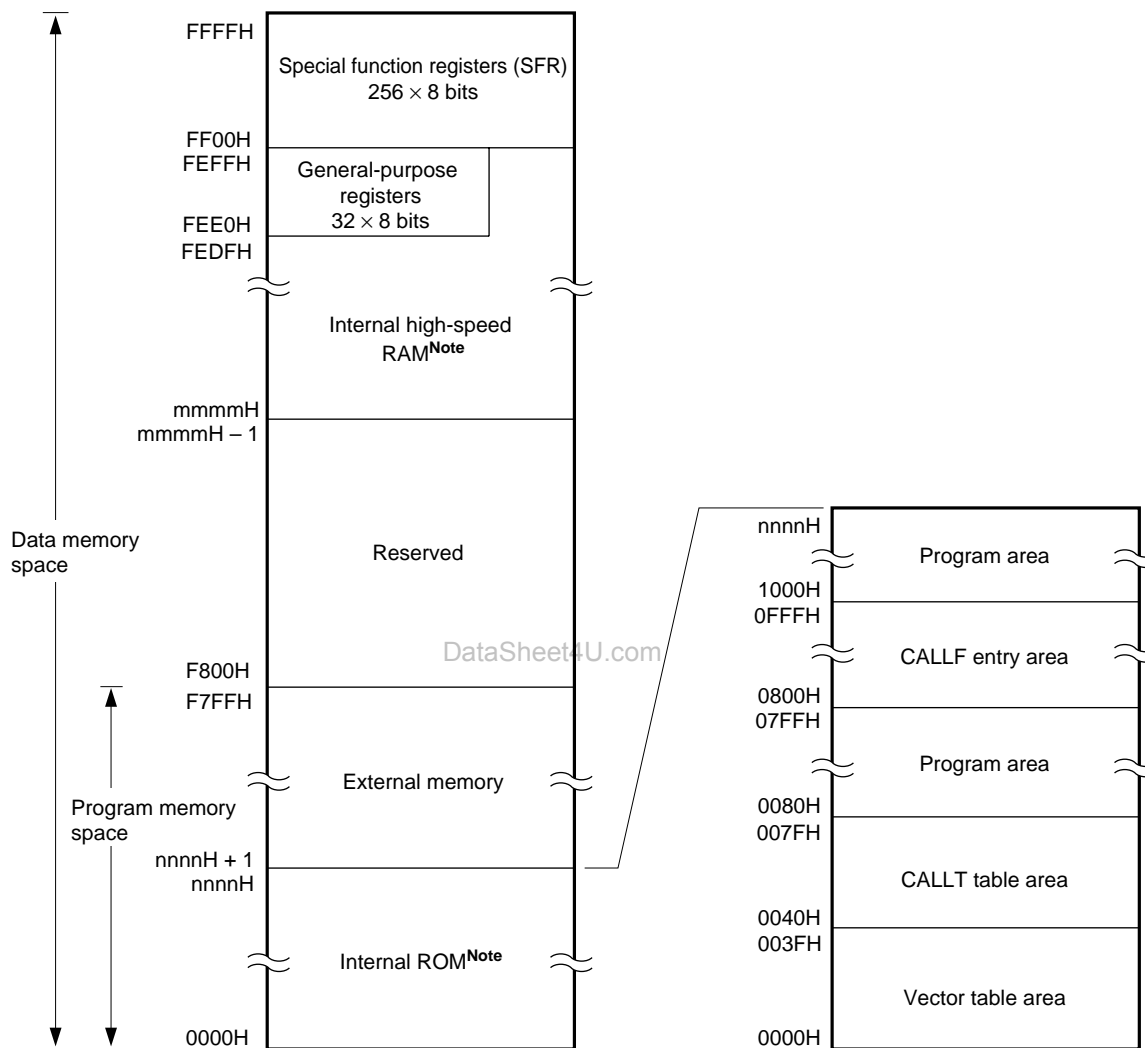 FFFFH
Special function registers (SFR)
256 × 8 bits
FF00H
FEFFH
General-purpose
registers
32 × 8 bits
FEE0H
FEDFH
Internal high-speed
RAMNote
mmmmH
mmmmH – 1
Data memory
space
Reserved
DataSheet4U.com
F800H
F7FFH
External memory
Program memory
space
nnnnH + 1
nnnnH
Internal ROMNote
0000H
nnnnH
Program area
1000H
0FFFH
CALLF entry area
0800H
07FFH
Program area
0080H
007FH
CALLT table area
0040H
003FH
Vector table area
0000H